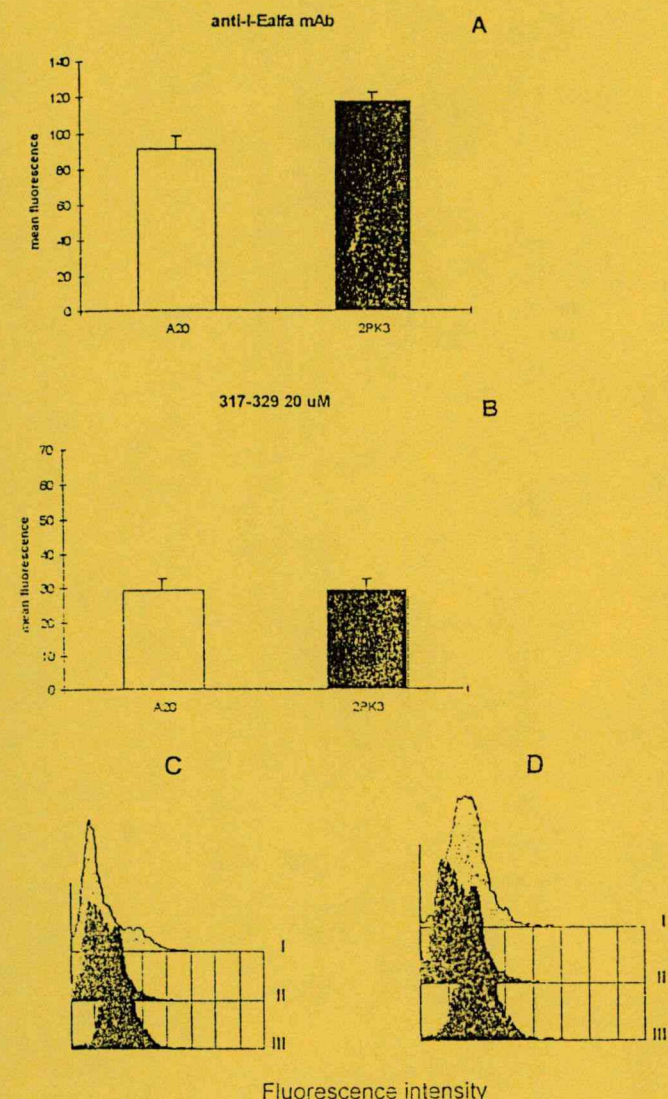 anti-I-Ealfa mAb
A
140
120
100
80
60
40
20
0
mean fluorescence
A20
2PK3
317-329 20 uM
B
70
60
50
40
30
20
10
0
mean fluorescence
A20
2PK3
C
D
I
II
III
I
II
III
Fluorescence intensity